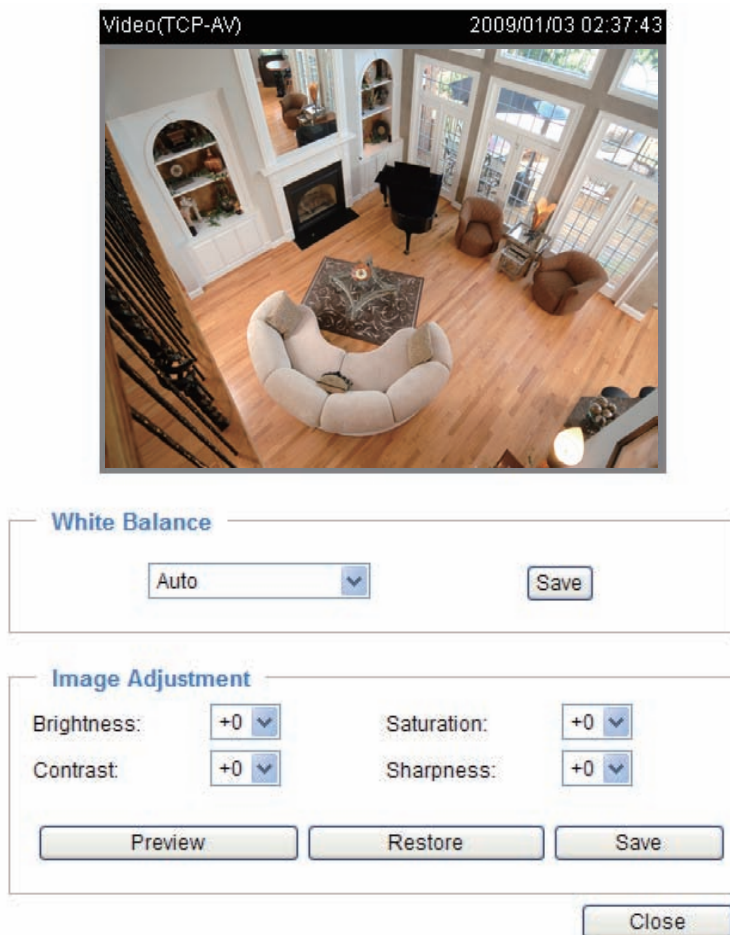 Video(TCP-AV) 2009/01/03 02:37:43
White Balance
Auto Save
Image Adjustment
Brightness: +0 Saturation: +0
Contrast: +0 Sharpness: +0
Preview Restore Save
Close